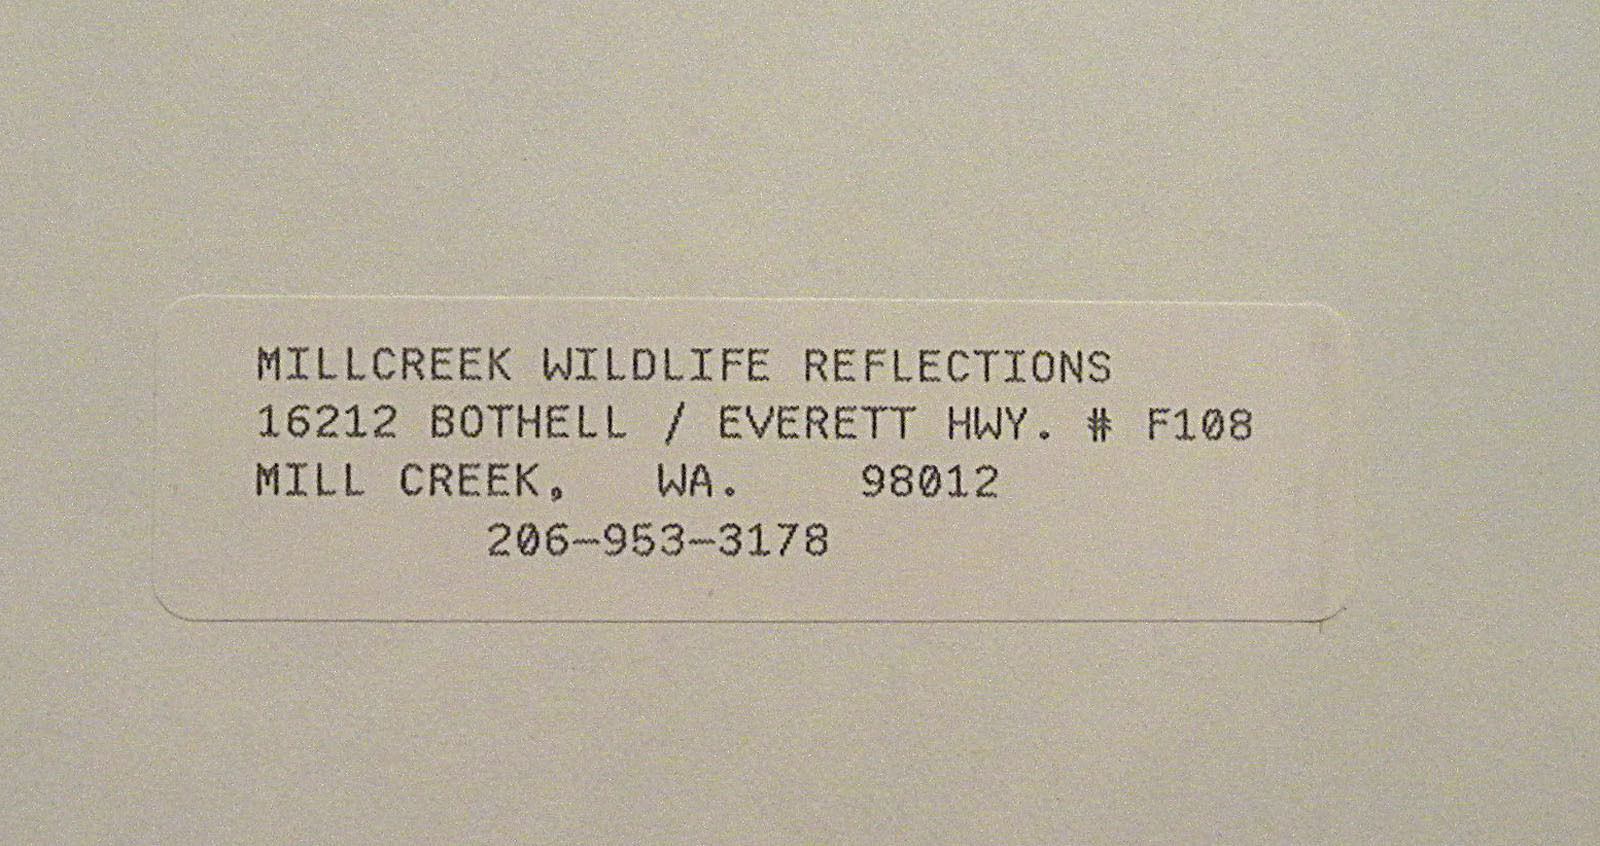 MILLCREEK WILDLIFE REFLECTIONS
16212 BOTHELL / EVERETT HWY. # F108
MILL CREEK, WA. 98012
206-953-3178